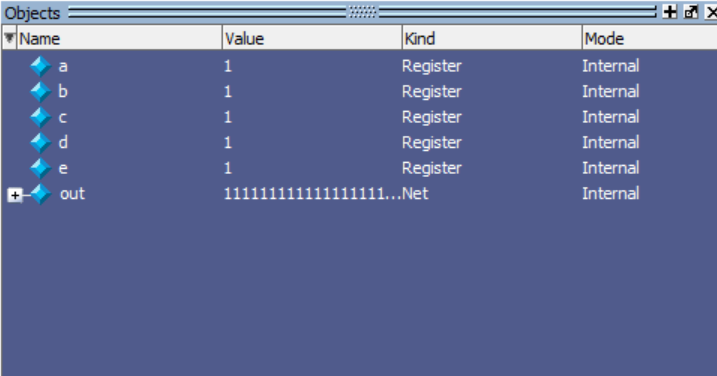 Objects
Name Value Kind Mode
a 1 Register Internal
b 1 Register Internal
c 1 Register Internal
d 1 Register Internal
e 1 Register Internal
out 111111111111111111... Net Internal